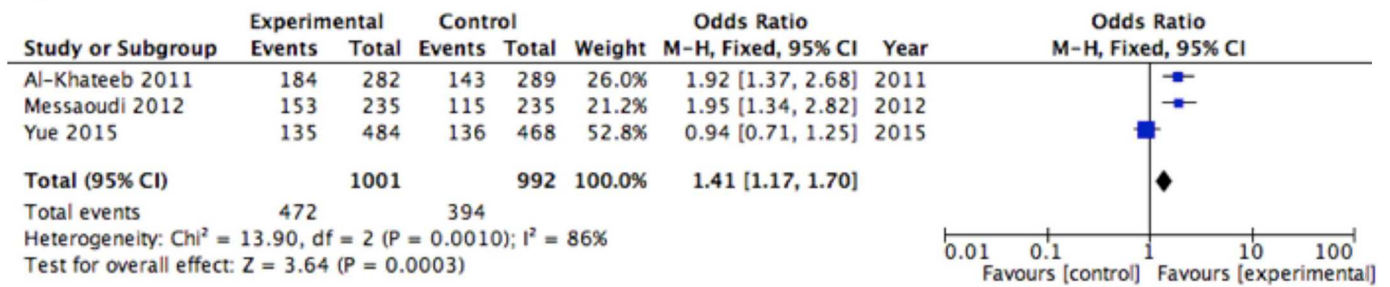 Experimental Control Odds Ratio Odds Ratio
Study or Subgroup Events Total Events Total Weight M-H, Fixed, 95% CI Year M-H, Fixed, 95% CI
Al-Khateeb 2011 184 282 143 289 26.0% 1.92 [1.37, 2.68] 2011
Messaoudi 2012 153 235 115 235 21.2% 1.95 [1.34, 2.82] 2012
Yue 2015 135 484 136 468 52.8% 0.94 [0.71, 1.25] 2015
Total (95% CI) 1001 992 100.0% 1.41 [1.17, 1.70]
Total events 472 394
Heterogeneity: Chi² = 13.90, df = 2 (P = 0.0010); I² = 86%
Test for overall effect: Z = 3.64 (P = 0.0003)
0.01 0.1 1 10 100
Favours [control] Favours [experimental]